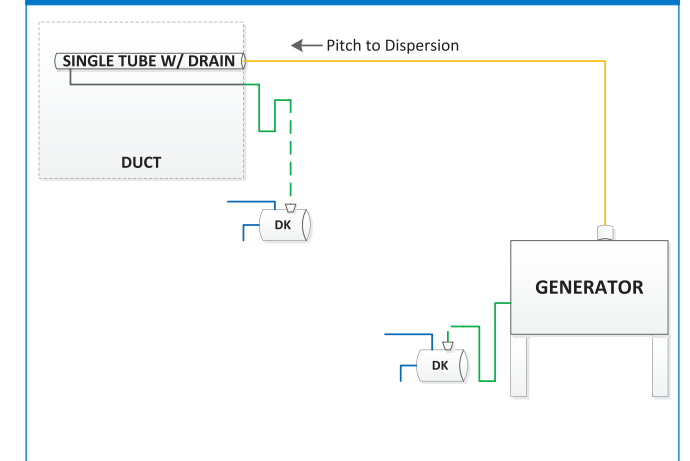 Pitch to Dispersion
SINGLE TUBE W/ DRAIN
DUCT
DK
GENERATOR
DK